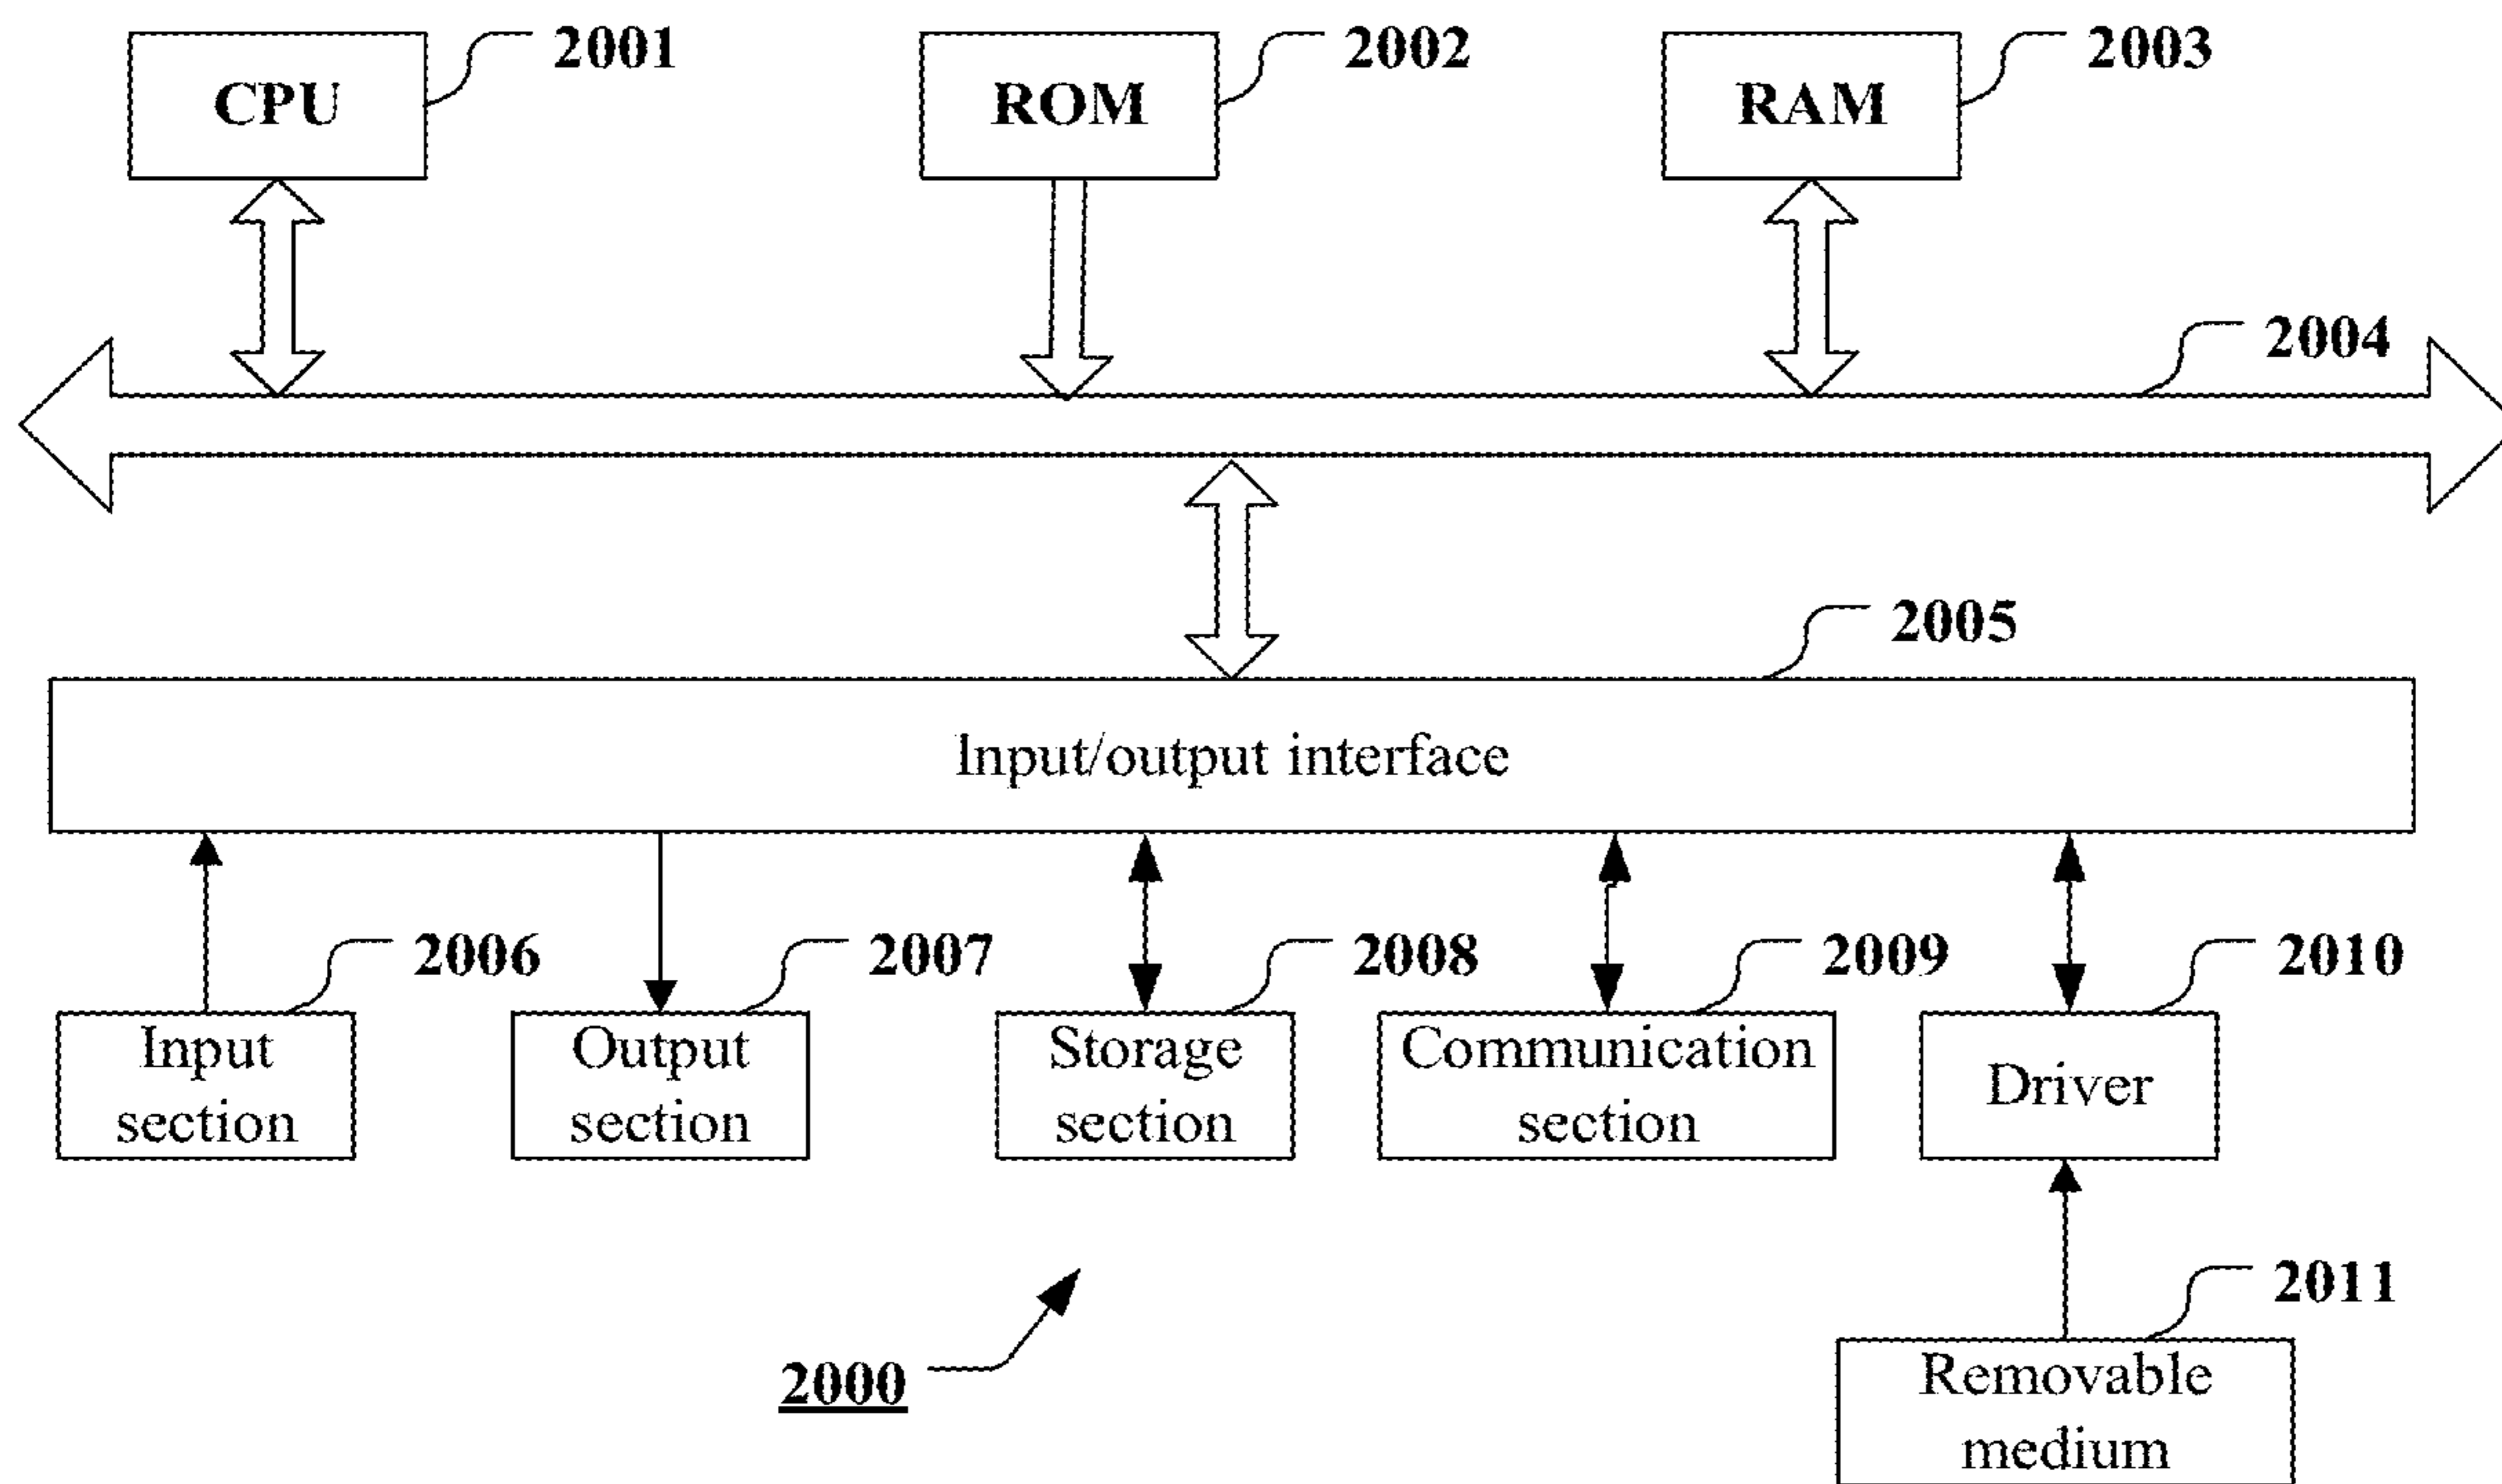 CPU
2001
ROM
2002
RAM
2003
2004
2005
Input/output interface
2006
2007
2008
2009
2010
Input
section
Output
section
Storage
section
Communication
section
Driver
2011
2000
Removable
medium